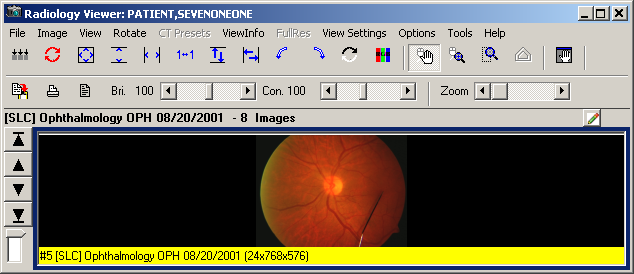 Radiology Viewer: PATIENT,SEVENONEONE
File Image View Rotate CT Presets ViewInfo FullRes View Settings Options Tools Help
1↔1
Bri. 100 Con. 100 Zoom
[SLC] Ophthalmology OPH 08/20/2001 - 8 Images
#5 [SLC] Ophthalmology OPH 08/20/2001 (24x768x576)